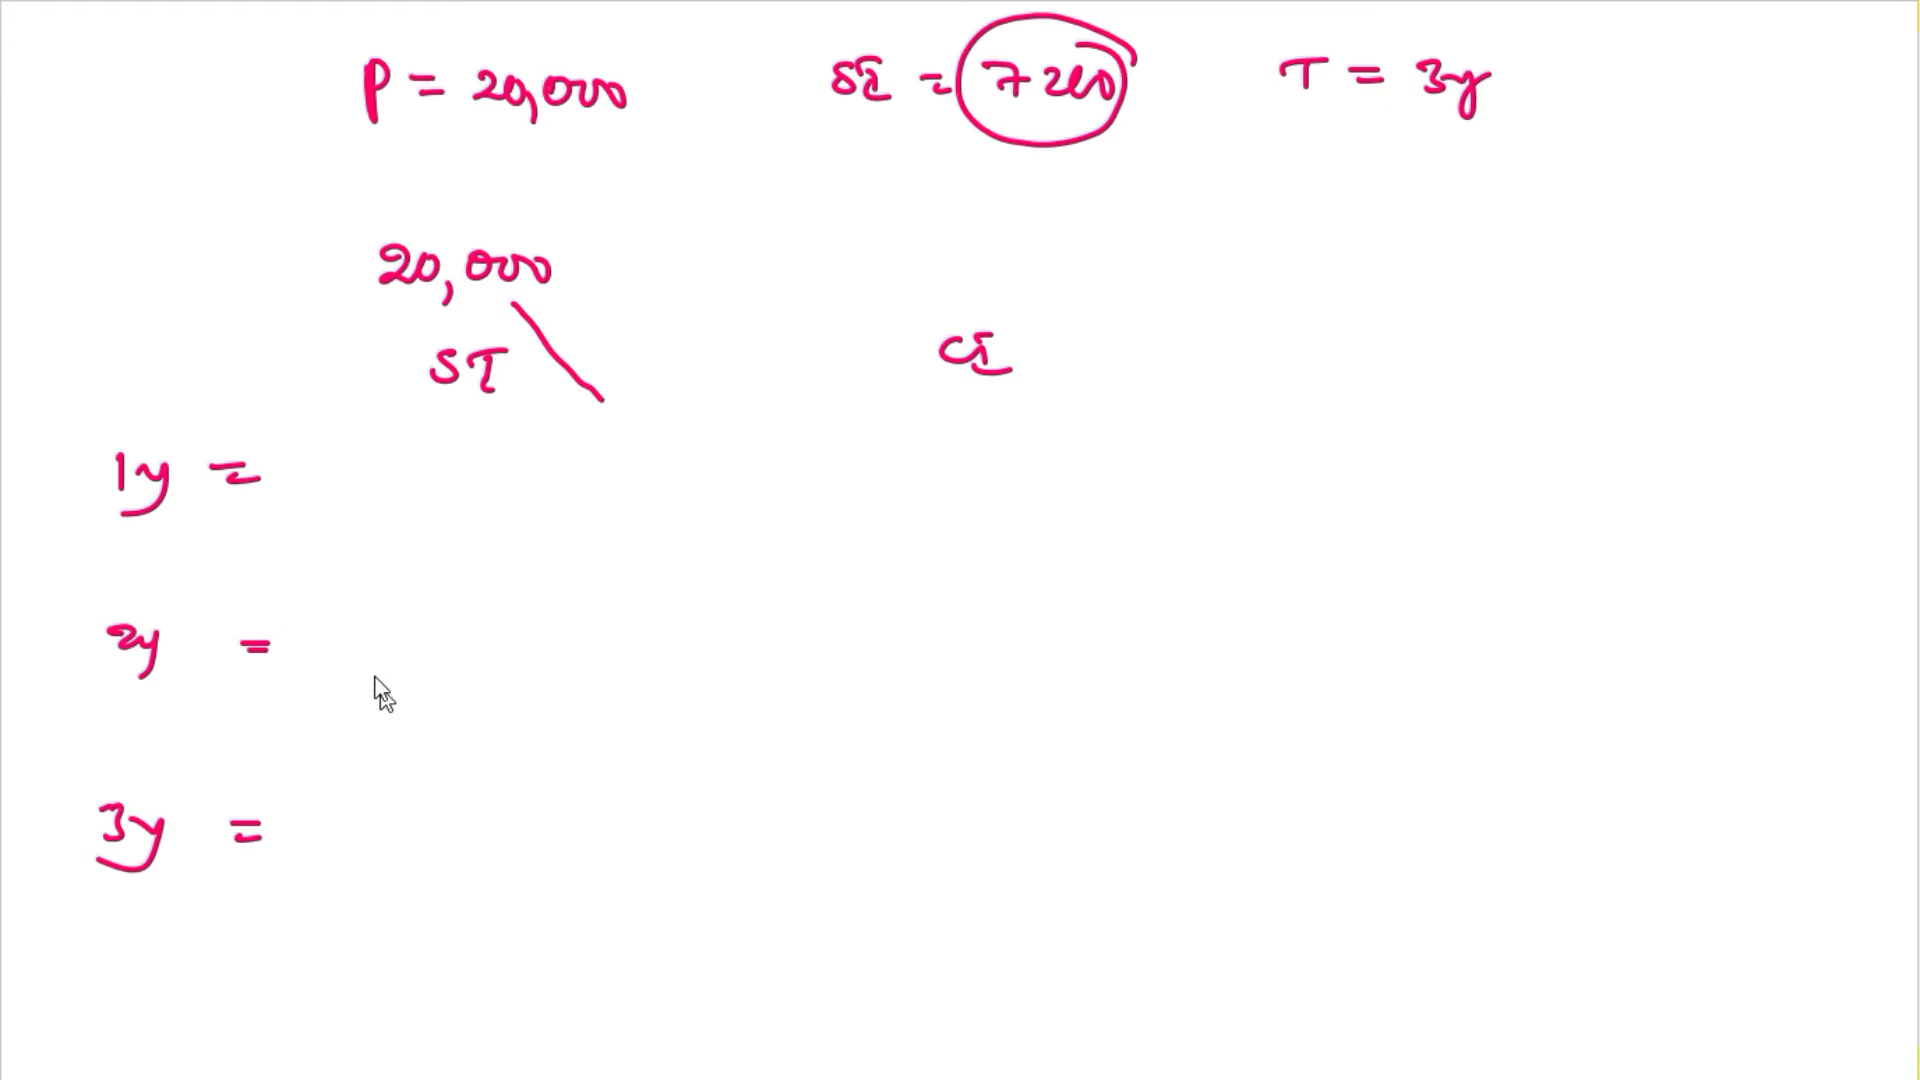 P = 20,000 SI = 7200 T = 3y
20,000
SI CI
1y =
2y =
3y =